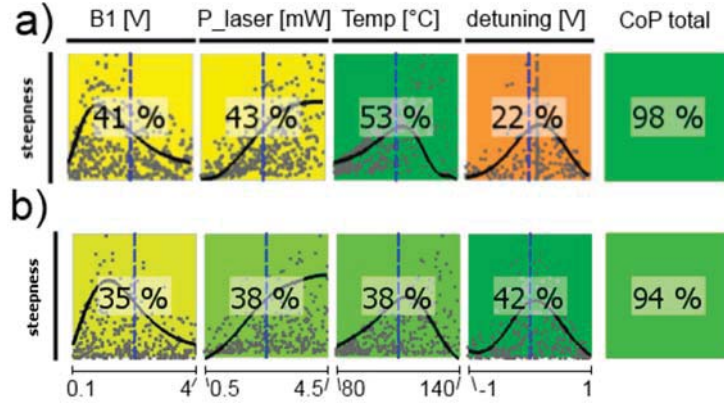 a) B1 [V] P_laser [mW] Temp [°C] detuning [V] CoP total
steepness 41 % 43 % 53 % 22 % 98 %
b)
steepness 35 % 38 % 38 % 42 % 94 %
0.1 4 0.5 4.5 80 140 -1 1